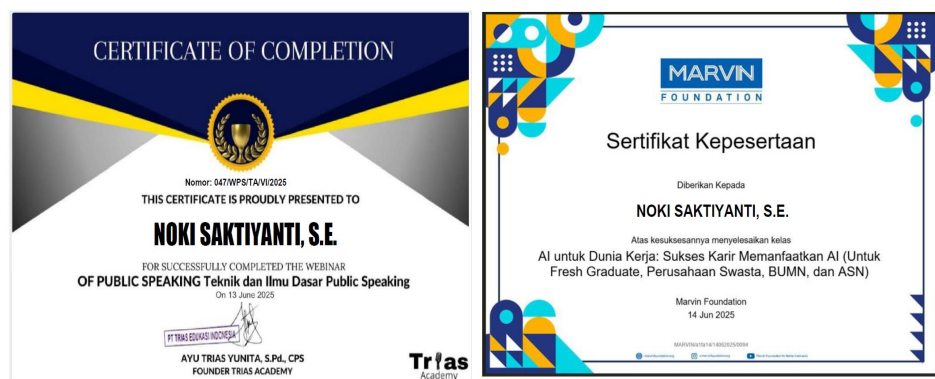 CERTIFICATE OF COMPLETION
Nomor: 047/WPS/TA/VI/2025
THIS CERTIFICATE IS PROUDLY PRESENTED TO
NOKI SAKTIYANTI, S.E.
FOR SUCCESSFULLY COMPLETED THE WEBINAR
OF PUBLIC SPEAKING Teknik dan Ilmu Dasar Public Speaking
On 13 June 2025
PT TRIAS EDUKASI INDONESIA
AYU TRIAS YUNITA, S.Pd., CPS
FOUNDER TRIAS ACADEMY
Trias
Academy
MARVIN
FOUNDATION
Sertifikat Kepesertaan
Diberikan Kepada
NOKI SAKTIYANTI, S.E.
Atas kesuksesannya menyelesaikan kelas
AI untuk Dunia Kerja: Sukses Karir Memanfaatkan AI (Untuk
Fresh Graduate, Perusahaan Swasta, BUMN, dan ASN)
Marvin Foundation
14 Jun 2025